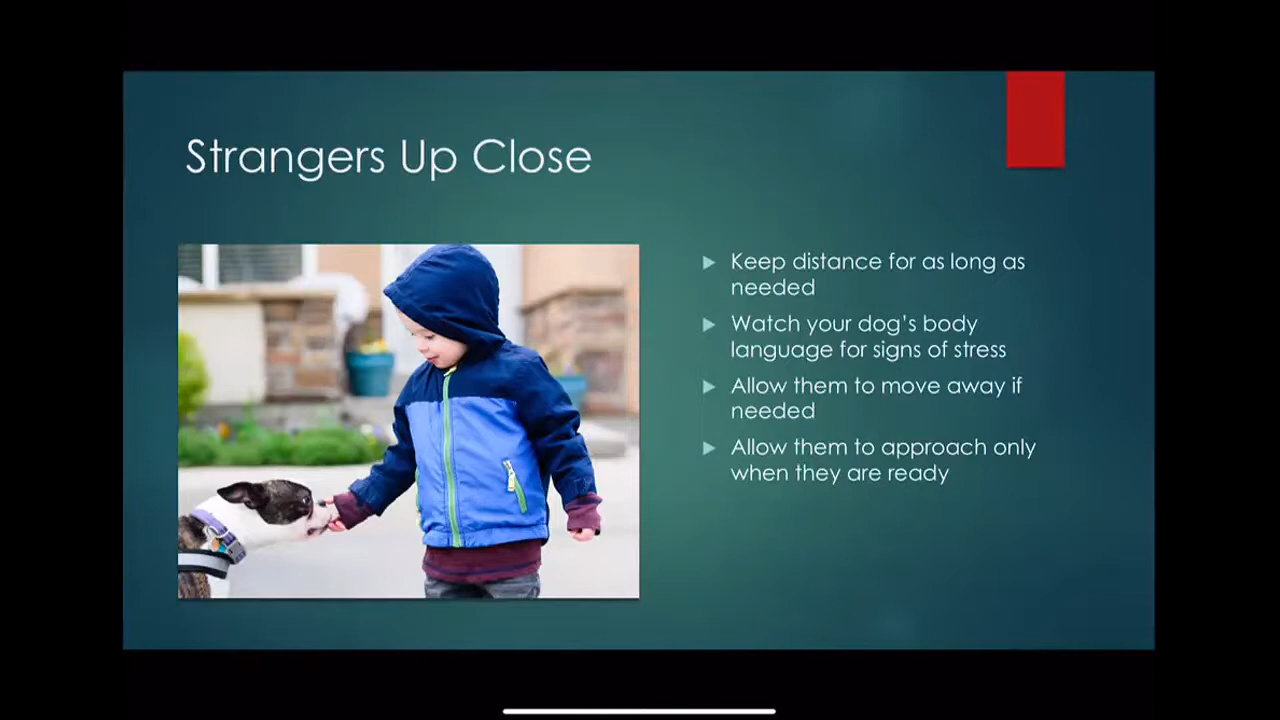 Strangers Up Close
Keep distance for as long as
needed
Watch your dog's body
language for signs of stress
Allow them to move away if
needed
Allow them to approach only
when they are ready